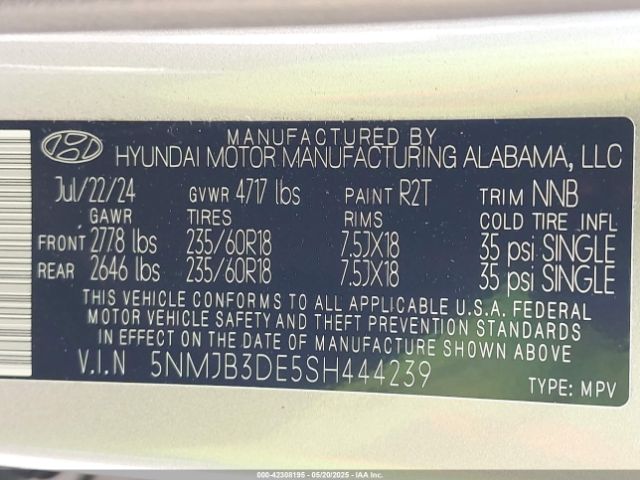 MANUFACTURED BY
HYUNDAI MOTOR MANUFACTURING ALABAMA, LLC
Jul/22/24 GVWR 4717 lbs PAINT R2T TRIM NNB
GAWR TIRES RIMS COLD TIRE INFL
FRONT 2778 lbs 235/60R18 7.5JX18 35 psi SINGLE
REAR 2646 lbs 235/60R18 7.5JX18 35 psi SINGLE
THIS VEHICLE CONFORMS TO ALL APPLICABLE U.S.A. FEDERAL
MOTOR VEHICLE SAFETY AND THEFT PREVENTION STANDARDS
IN EFFECT ON THE DATE OF MANUFACTURE SHOWN ABOVE.
V.I.N 5NMJB3DE5SH444239
TYPE: MPV
000-42308195 - 05/20/2025 - IAAI.COM